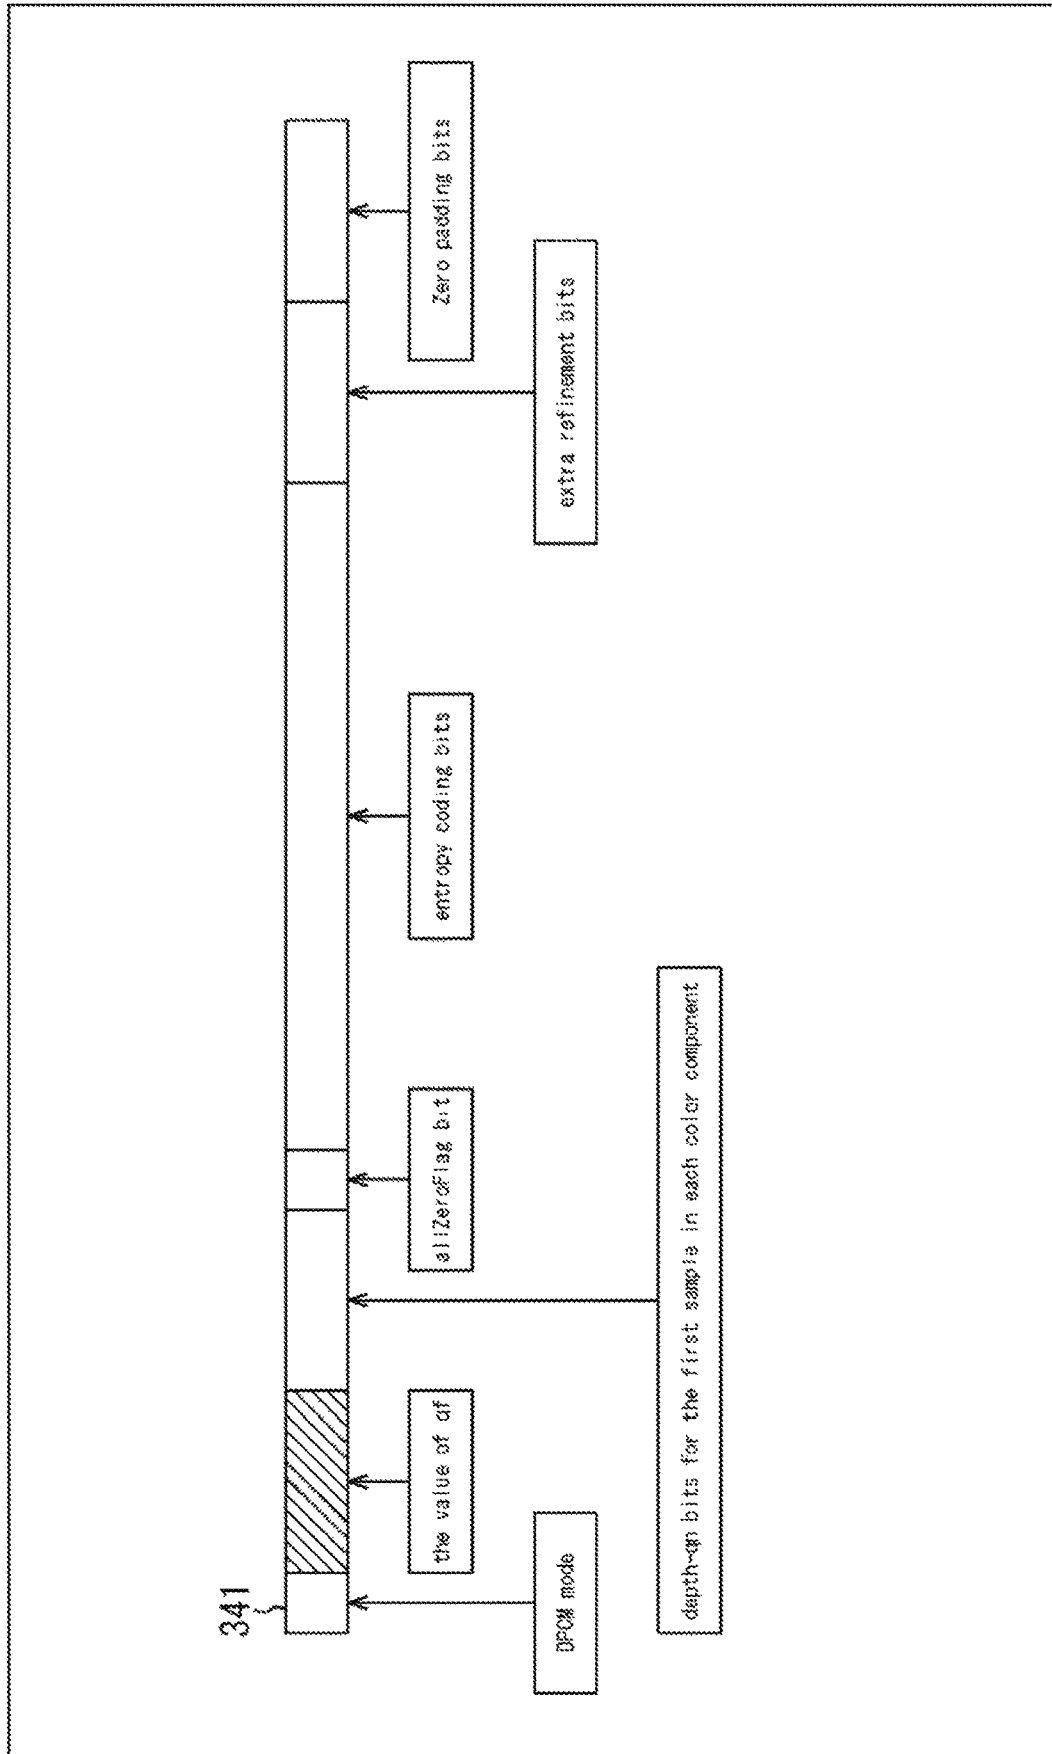 341
DPCM mode
the value of qf
depth-qn bits for the first sample in each color component
allZeroFlag bit
entropy coding bits
extra refinement bits
Zero padding bits